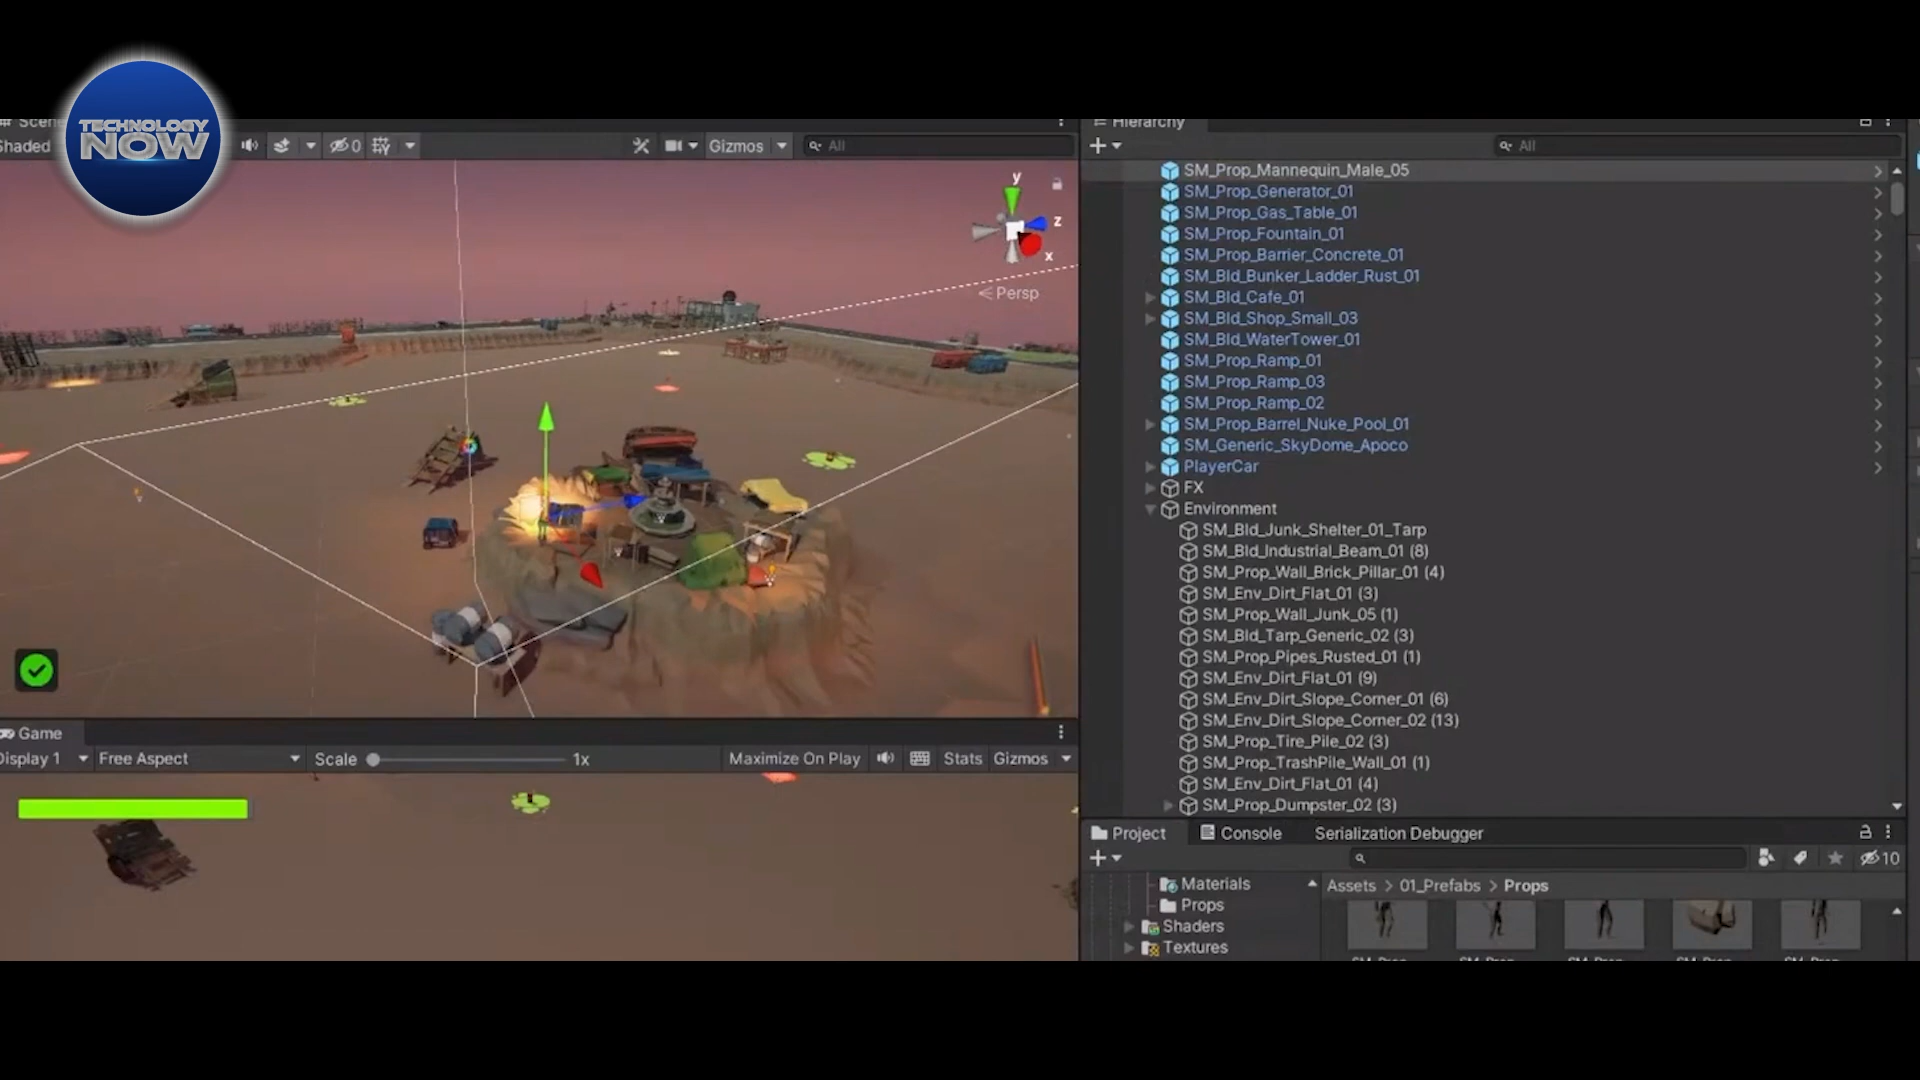 TECHNOLOGY
NOW
Scene
Shaded
0
Gizmos
All
y
z
x
Persp
Hierarchy
All
SM_Prop_Mannequin_Male_05
SM_Prop_Generator_01
SM_Prop_Gas_Table_01
SM_Prop_Fountain_01
SM_Prop_Barrier_Concrete_01
SM_Bld_Bunker_Ladder_Rust_01
SM_Bld_Cafe_01
SM_Bld_Shop_Small_03
SM_Bld_WaterTower_01
SM_Prop_Ramp_01
SM_Prop_Ramp_03
SM_Prop_Ramp_02
SM_Prop_Barrel_Nuke_Pool_01
SM_Generic_SkyDome_Apoco
PlayerCar
FX
Environment
SM_Bld_Junk_Shelter_01_Tarp
SM_Bld_Industrial_Beam_01 (8)
SM_Prop_Wall_Brick_Pillar_01 (4)
SM_Env_Dirt_Flat_01 (3)
SM_Prop_Wall_Junk_05 (1)
SM_Bld_Tarp_Generic_02 (3)
SM_Prop_Pipes_Rusted_01 (1)
SM_Env_Dirt_Flat_01 (9)
SM_Env_Dirt_Slope_Corner_01 (6)
SM_Env_Dirt_Slope_Corner_02 (13)
SM_Prop_Tire_Pile_02 (3)
SM_Prop_TrashPile_Wall_01 (1)
SM_Env_Dirt_Flat_01 (4)
SM_Prop_Dumpster_02 (3)
Game
Display 1
Free Aspect
Scale
1x
Maximize On Play
Stats
Gizmos
Project
Console
Serialization Debugger
10
Materials
Props
Shaders
Textures
Assets > 01_Prefabs > Props